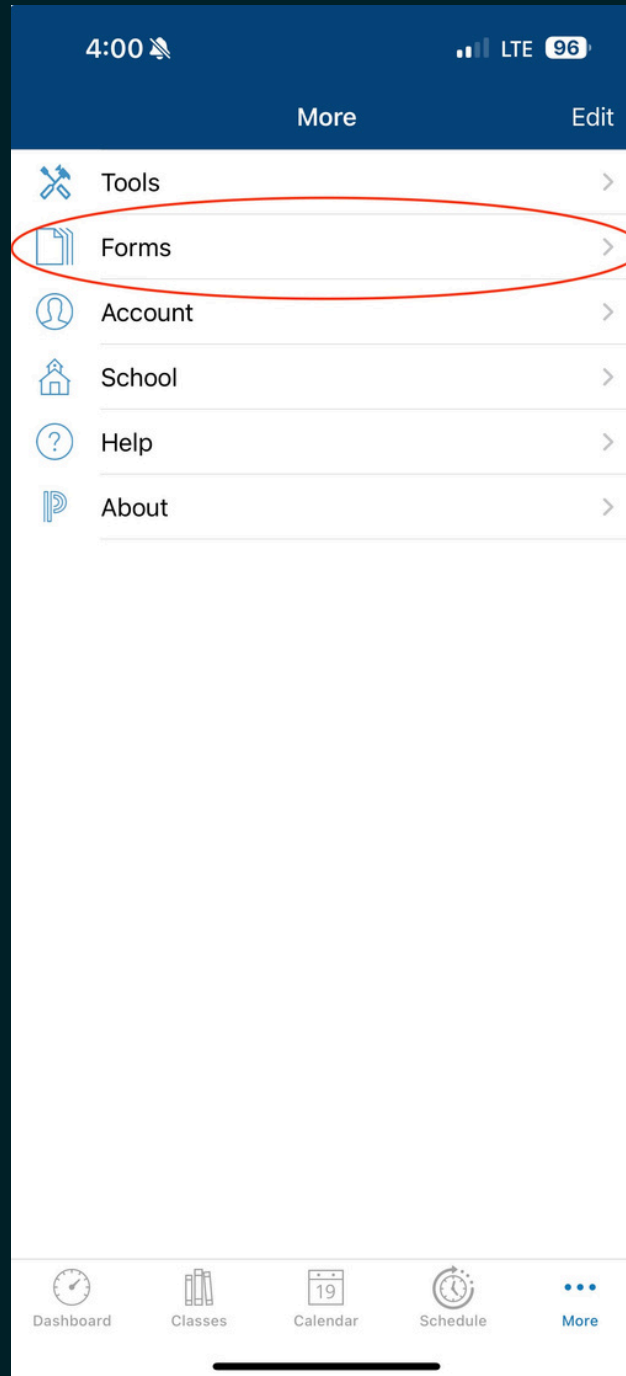 4:00 LTE 96
More Edit
Tools
Forms
Account
School
Help
About
19
Dashboard Classes Calendar Schedule More